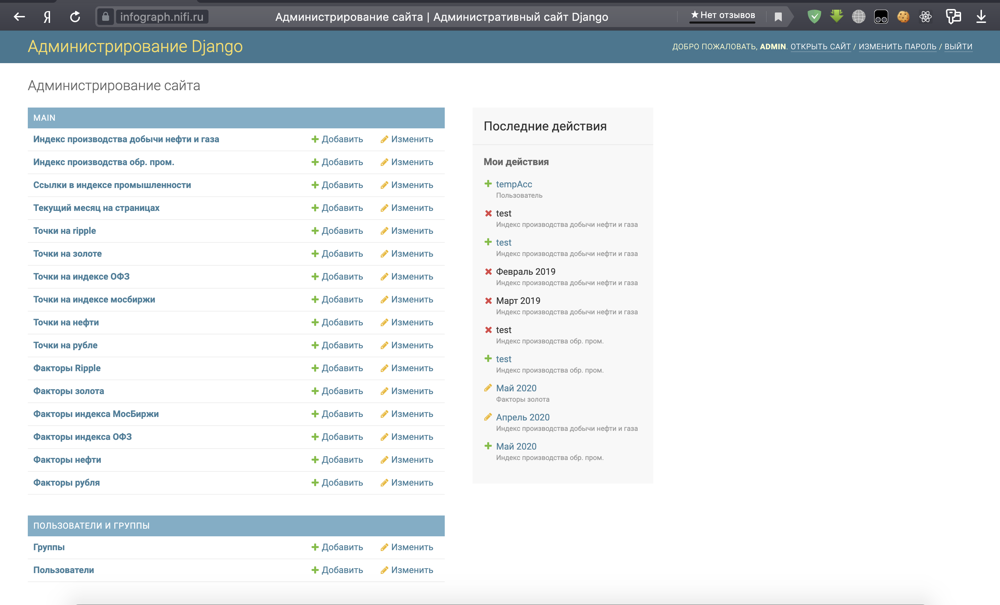 Я
infograph.nifi.ru
Администрирование сайта | Административный сайт Django
★Нет отзывов
Администрирование Django
ДОБРО ПОЖАЛОВАТЬ, ADMIN. ОТКРЫТЬ САЙТ / ИЗМЕНИТЬ ПАРОЛЬ / ВЫЙТИ
Администрирование сайта
MAIN
Индекс производства добычи нефти и газа Добавить Изменить
Индекс производства обр. пром. Добавить Изменить
Ссылки в индексе промышленности Добавить Изменить
Текущий месяц на страницах Добавить Изменить
Точки на ripple Добавить Изменить
Точки на золоте Добавить Изменить
Точки на индексе ОФЗ Добавить Изменить
Точки на индексе мосбиржи Добавить Изменить
Точки на нефти Добавить Изменить
Точки на рубле Добавить Изменить
Факторы Ripple Добавить Изменить
Факторы золота Добавить Изменить
Факторы индекса МосБиржи Добавить Изменить
Факторы индекса ОФЗ Добавить Изменить
Факторы нефти Добавить Изменить
Факторы рубля Добавить Изменить
ПОЛЬЗОВАТЕЛИ И ГРУППЫ
Группы Добавить Изменить
Пользователи Добавить Изменить
Последние действия
Мои действия
tempAcc
Пользователь
test
Индекс производства добычи нефти и газа
test
Индекс производства добычи нефти и газа
Февраль 2019
Индекс производства добычи нефти и газа
Март 2019
Индекс производства добычи нефти и газа
test
Индекс производства обр. пром.
test
Индекс производства обр. пром.
Май 2020
Факторы золота
Апрель 2020
Индекс производства добычи нефти и газа
Май 2020
Индекс производства обр. пром.